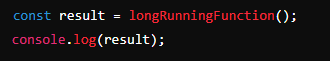 const result = longRunningFunction();
console.log(result);